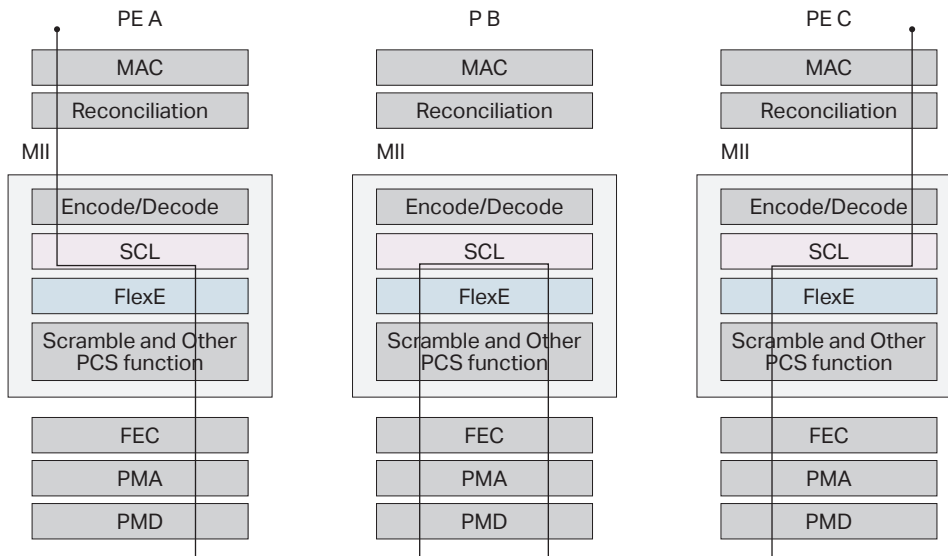 PE A
MAC
Reconciliation
MII
Encode/Decode
SCL
FlexE
Scramble and Other
PCS function
FEC
PMA
PMD
P B
MAC
Reconciliation
MII
Encode/Decode
SCL
FlexE
Scramble and Other
PCS function
FEC
PMA
PMD
PE C
MAC
Reconciliation
MII
Encode/Decode
SCL
FlexE
Scramble and Other
PCS function
FEC
PMA
PMD